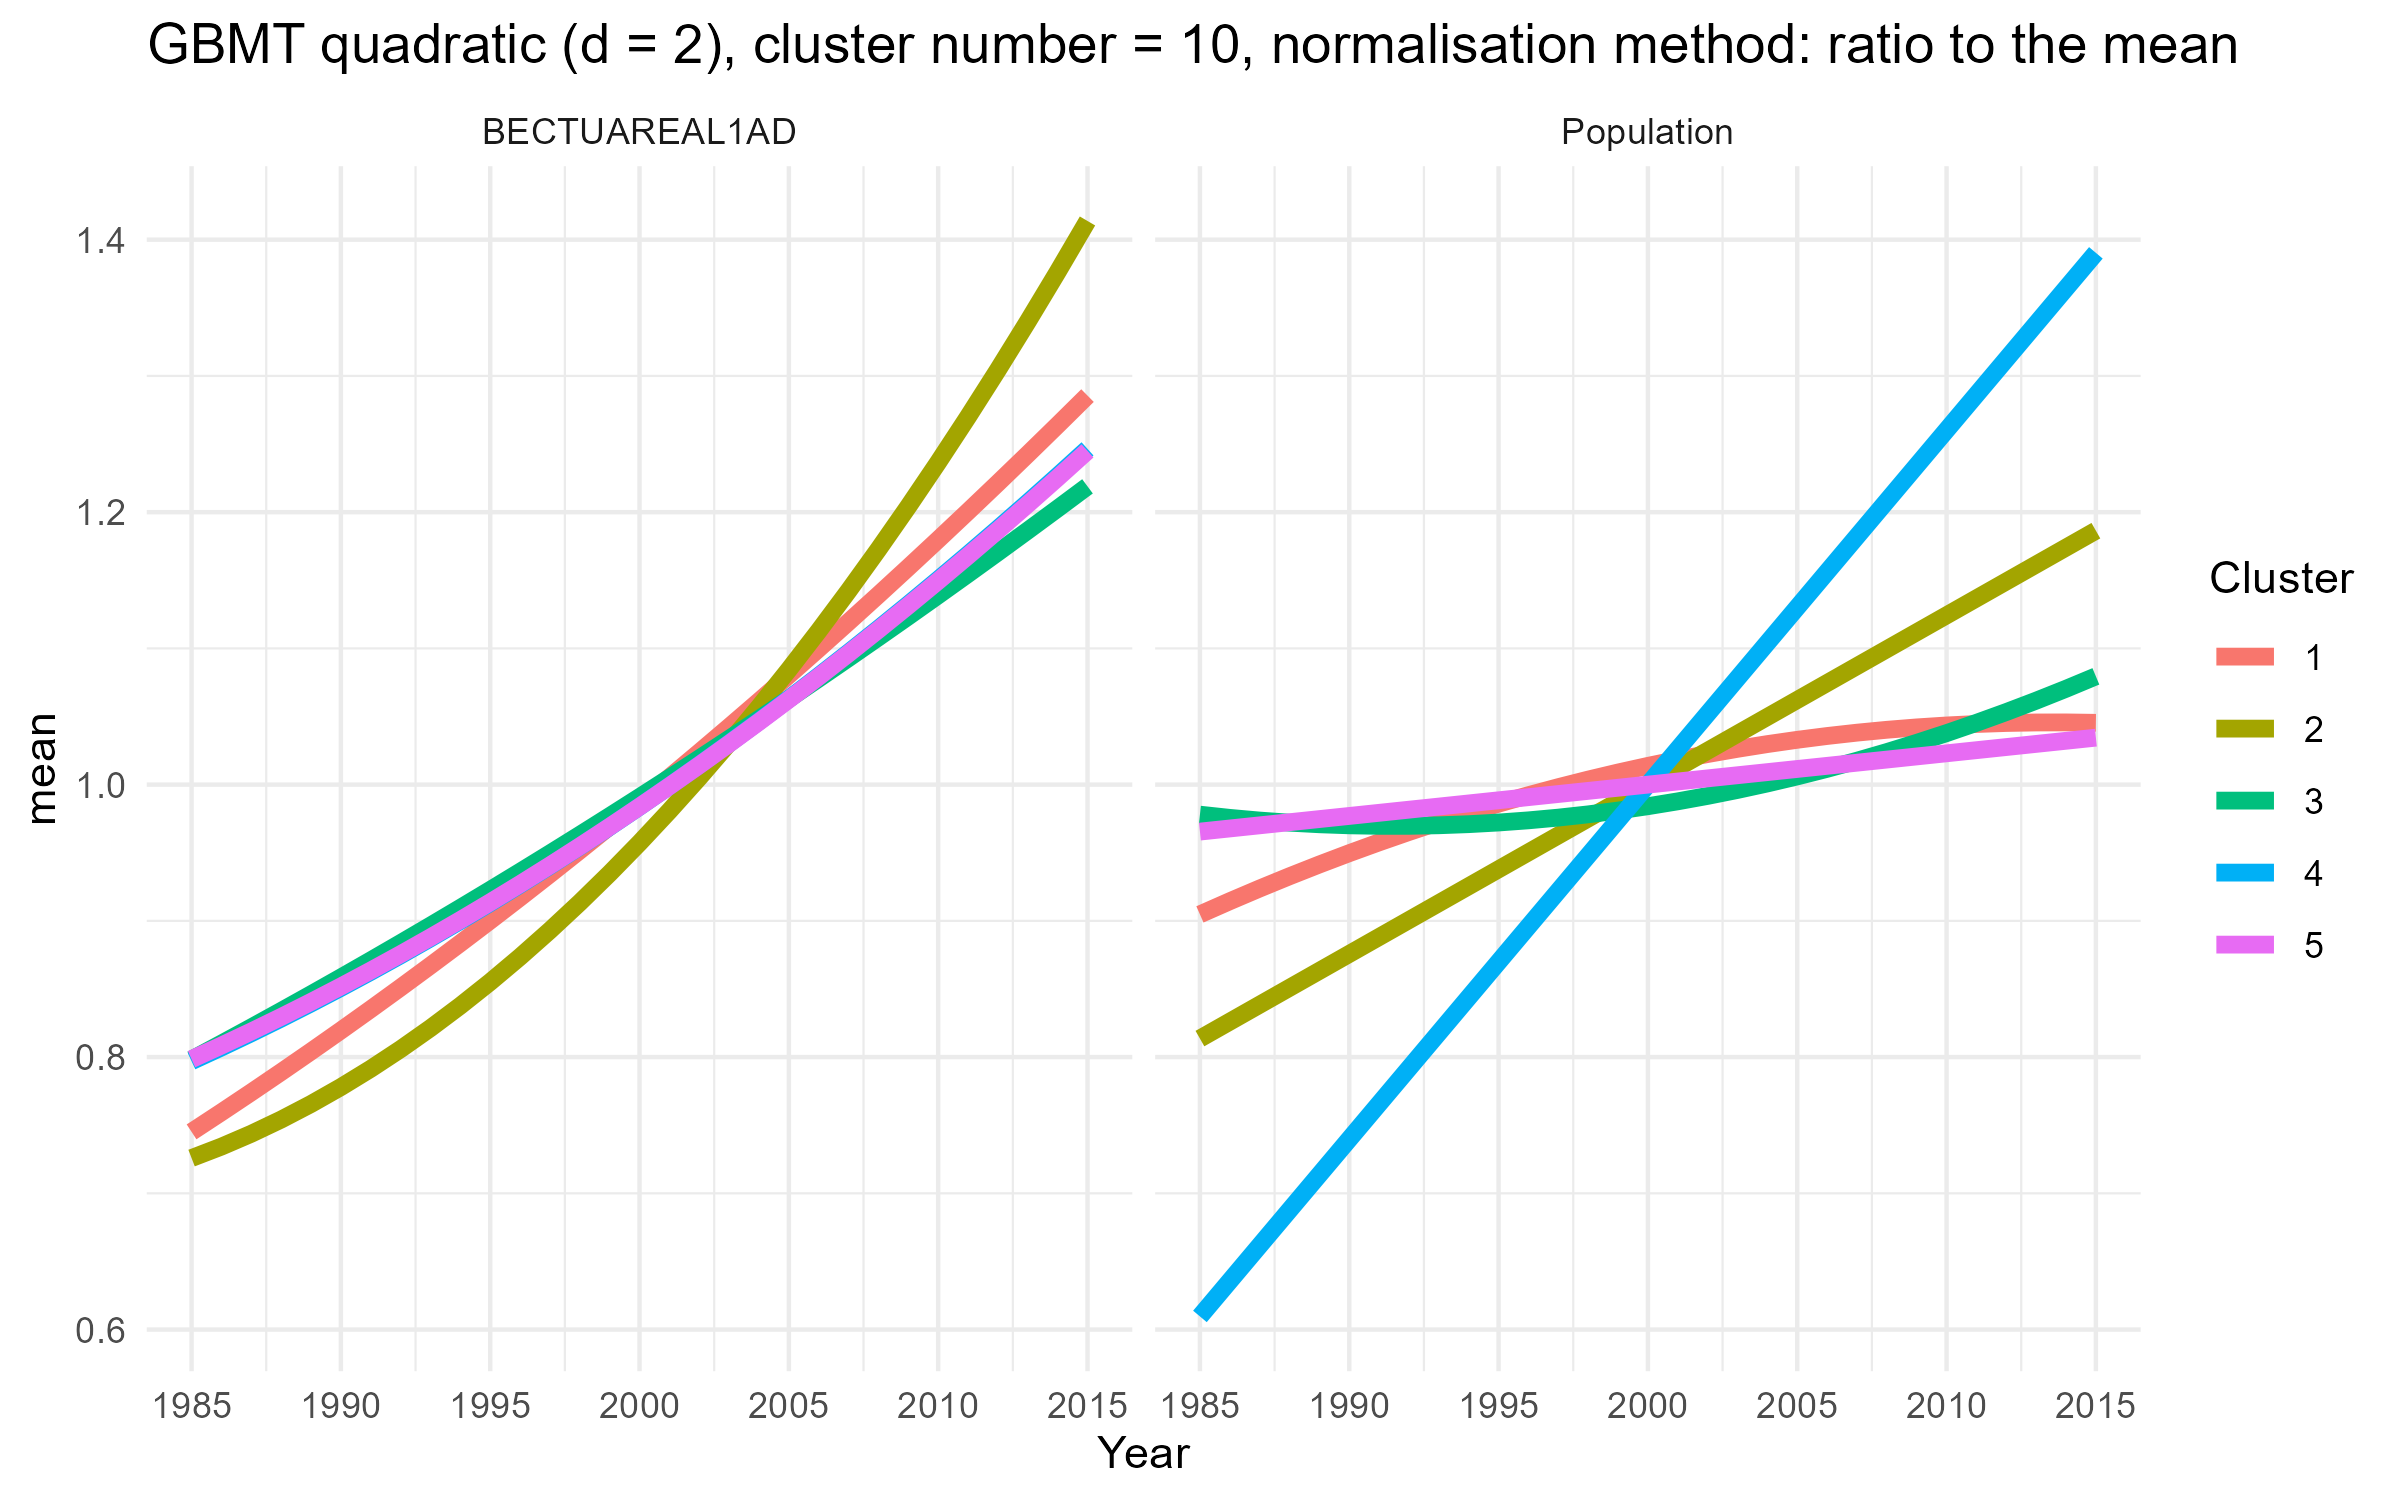 GBMT quadratic (d = 2), cluster number = 10, normalisation method: ratio to the mean
BECTUAREAL1AD
Population
1.4
1.2
1.0
0.8
0.6
mean
1985 1990 1995 2000 2005 2010 2015
1985 1990 1995 2000 2005 2010 2015
Year
Cluster
1
2
3
4
5